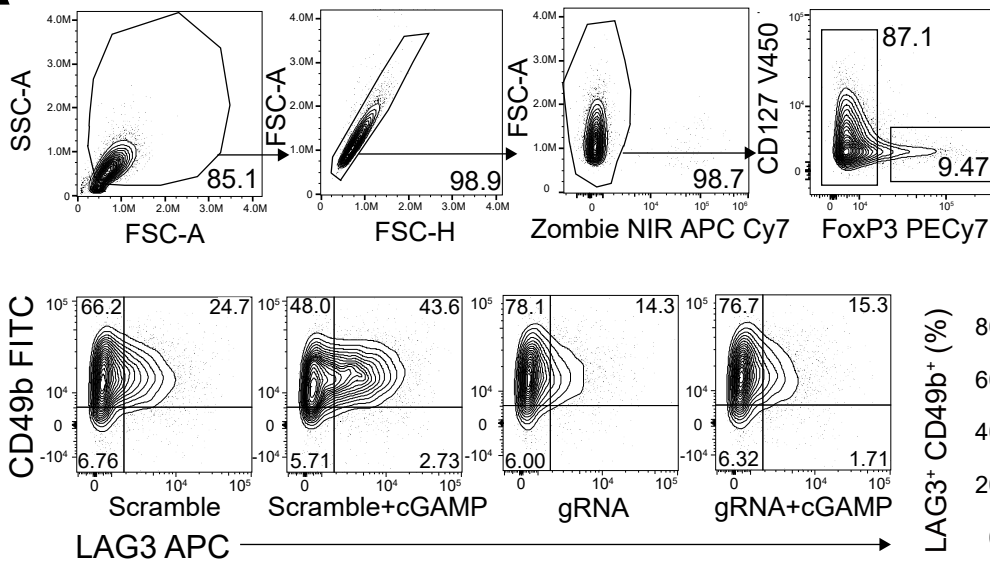 4.0M 4.0M 4.0M 10⁵
87.1
3.0M 3.0M 3.0M
SSC-A FSC-A FSC-A CD127 V450
2.0M 2.0M 2.0M 10⁴
1.0M 1.0M 1.0M
85.1 98.9 98.7 9.47
0 0 0 0
0 1.0M 2.0M 3.0M 4.0M 0 1.0M 2.0M 3.0M 4.0M 0 10⁴ 10⁵ 10⁶ 0 10⁴ 10⁵
FSC-A FSC-H Zombie NIR APC Cy7 FoxP3 PECy7
CD49b FITC
10⁵ 66.2 24.7 10⁵ 48.0 43.6 10⁵ 78.1 14.3 10⁵ 76.7 15.3
10⁴ 10⁴ 10⁴ 10⁴
0 0 0 0
-10⁴ 6.76 -10⁴ 5.71 2.73 -10⁴ 6.00 -10⁴ 6.32 1.71
0 10⁴ 10⁵ 0 10⁴ 10⁵ 0 10⁴ 10⁵ 0 10⁴ 10⁵
Scramble Scramble+cGAMP gRNA gRNA+cGAMP
LAG3 APC
LAG3⁺ CD49b⁺ (%)